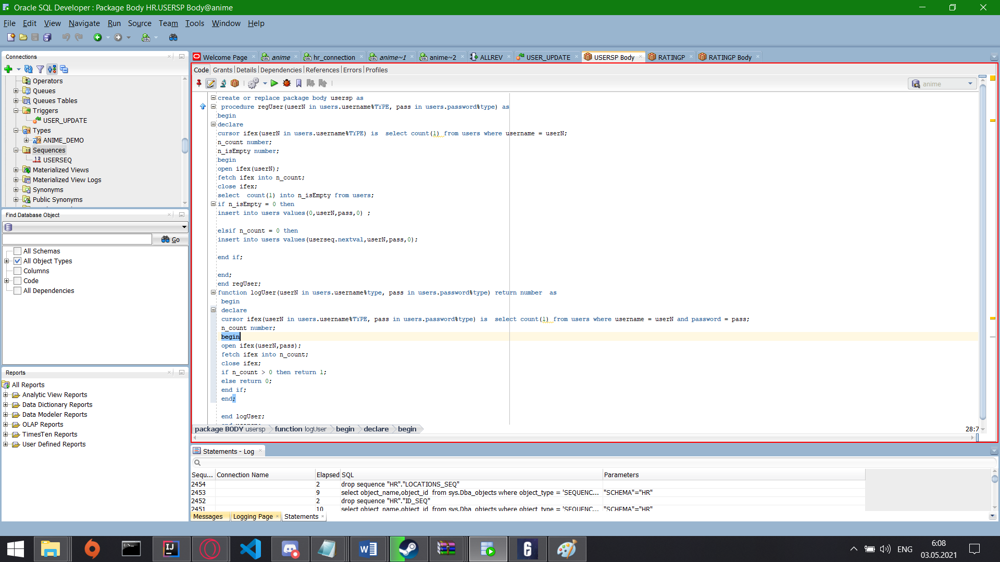 Oracle SQL Developer : Package Body HR.USERSP Body@anime
File Edit View Navigate Run Source Team Tools Window Help
Connections
Operators
Queues
Queues Tables
Triggers
USER_UPDATE
Types
ANIME_DEMO
Sequences
USERSEQ
Materialized Views
Materialized View Logs
Synonyms
Public Synonyms
Find Database Object
Go
All Schemas
All Object Types
Columns
Code
All Dependencies
Reports
All Reports
Analytic View Reports
Data Dictionary Reports
Data Modeler Reports
OLAP Reports
TimesTen Reports
User Defined Reports
Welcome Page anime hr_connection anime~1 anime~2 ALLREV USER_UPDATE USERSP Body RATINGP RATINGP Body
Code Grants Details Dependencies References Errors Profiles
anime
create or replace package body usersp as
procedure regUser(userN in users.username%TYPE, pass in users.password%type) as
begin
declare
cursor ifex(userN in users.username%TYPE) is select count(1) from users where username = userN;
n_count number;
n_isEmpty number;
begin
open ifex(userN);
fetch ifex into n_count;
close ifex;
select count(1) into n_isEmpty from users;
if n_isEmpty = 0 then
insert into users values(0,userN,pass,0) ;
elsif n_count = 0 then
insert into users values(userseq.nextval,userN,pass,0);
end if;
end;
end regUser;
function logUser(userN in users.username%type, pass in users.password%type) return number as
begin
declare
cursor ifex(userN in users.username%TYPE, pass in users.password%type) is select count(1) from users where username = userN and password = pass;
n_count number;
begin
open ifex(userN,pass);
fetch ifex into n_count;
close ifex;
if n_count > 0 then return 1;
else return 0;
end if;
end;
end logUser;
package BODY usersp function logUser begin declare begin
28:7
Statements - Log
Sequ... Connection Name Elapsed SQL Parameters
2454 2 drop sequence "HR"."LOCATIONS_SEQ"
2453 9 select object_name,object_id from sys.Dba_objects where object_type = 'SEQUENC... "SCHEMA"="HR"
2452 2 drop sequence "HR"."ID_SEQ"
2451 10 select object_name,object_id from sys.Dba_objects where object_type = 'SEQUENC... "SCHEMA"="HR"
Messages Logging Page Statements
ENG
6:08
03.05.2021